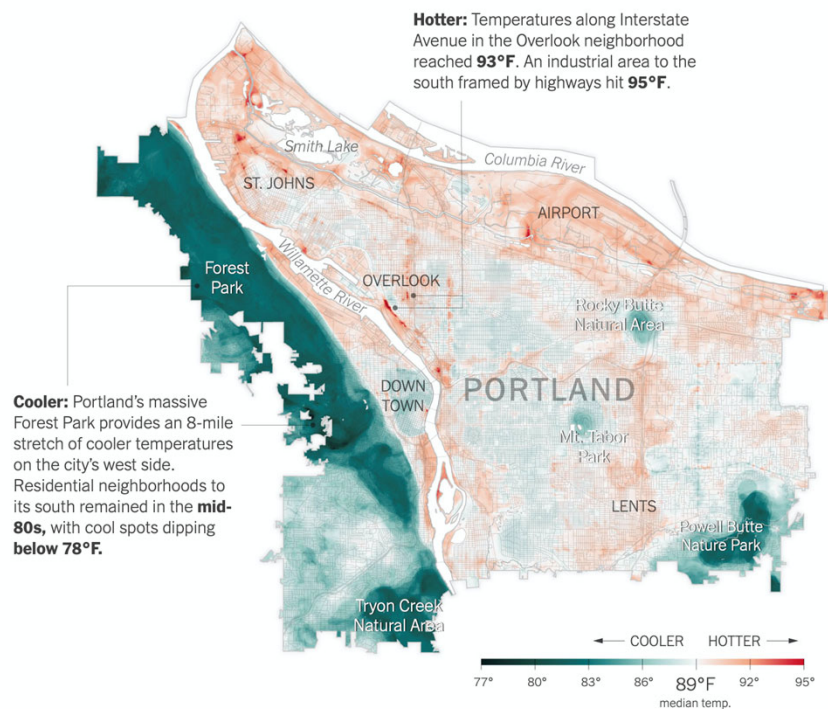 Hotter: Temperatures along Interstate
Avenue in the Overlook neighborhood
reached 93°F. An industrial area to the
south framed by highways hit 95°F.
Smith Lake
Columbia River
ST. JOHNS
AIRPORT
Willamette River
Forest
Park
OVERLOOK
Rocky Butte
Natural Area
DOWN
TOWN
PORTLAND
Cooler: Portland’s massive
Forest Park provides an 8-mile
stretch of cooler temperatures
on the city’s west side.
Residential neighborhoods to
its south remained in the mid-
80s, with cool spots dipping
below 78°F.
Mt. Tabor
Park
LENTS
Powell Butte
Nature Park
Tryon Creek
Natural Area
COOLER HOTTER
77° 80° 83° 86° 89°F 92° 95°
median temp.